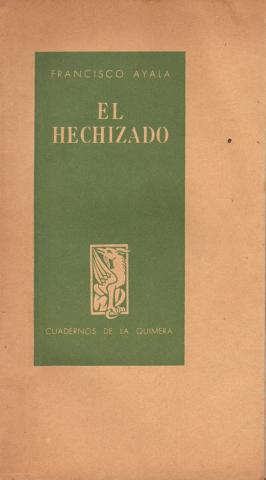 FRANCISCO AYALA
EL
HECHIZADO
CUADERNOS DE LA QUIMERA